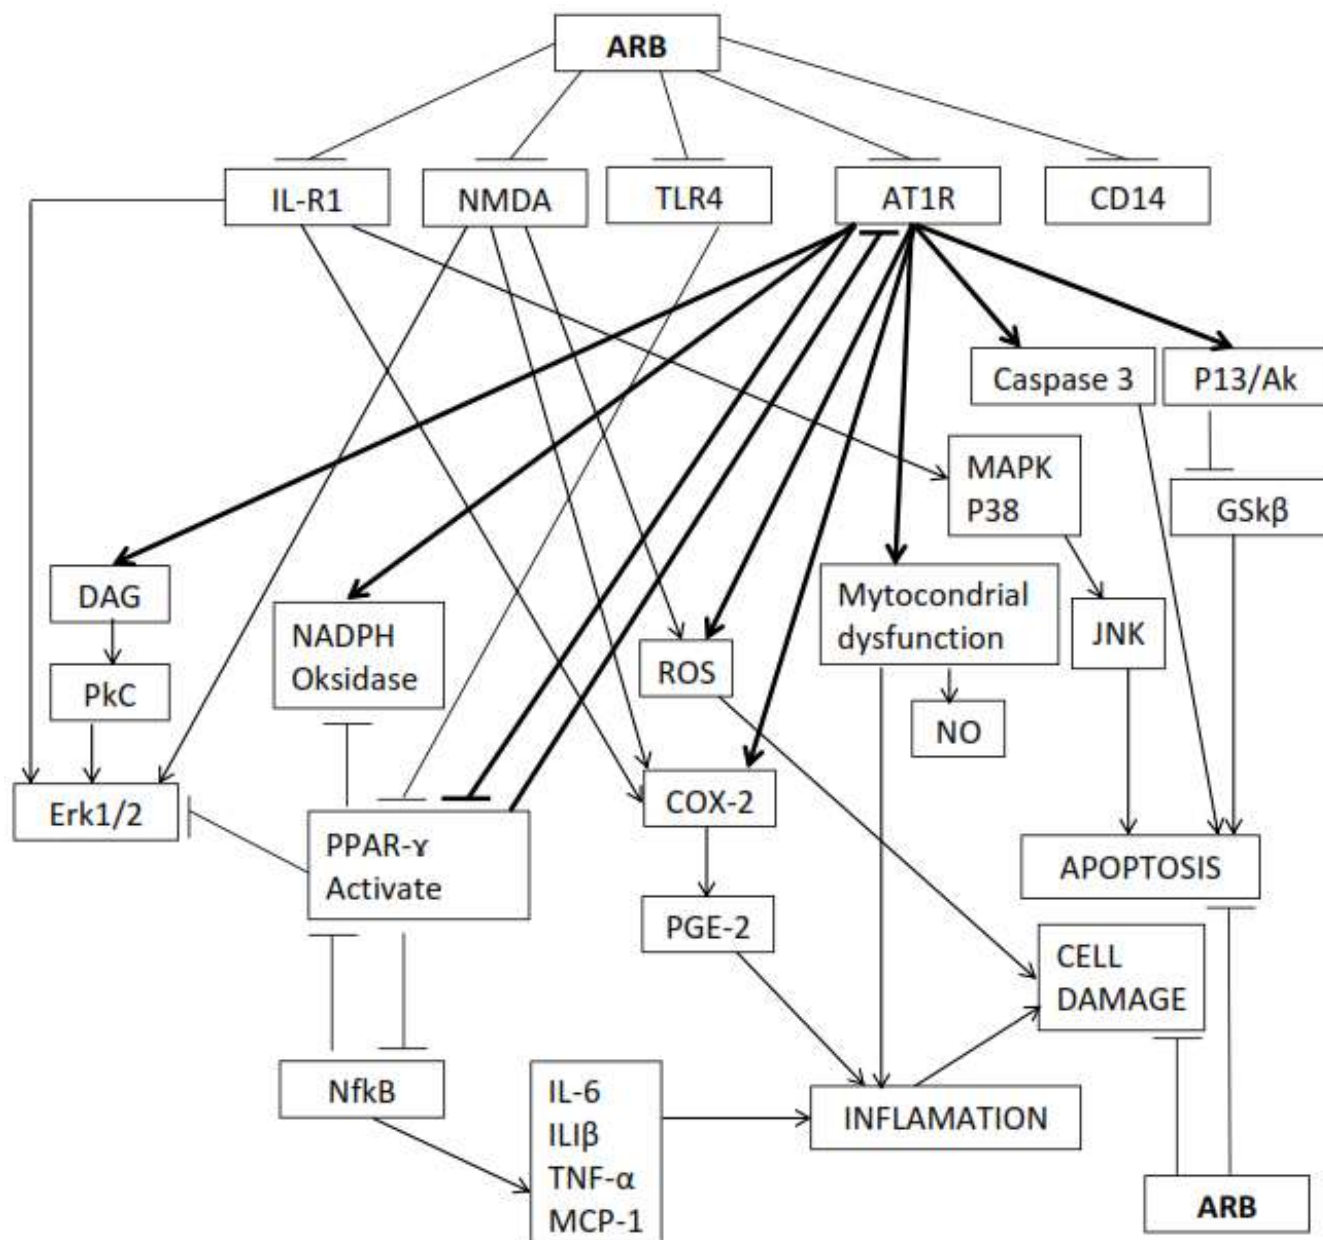 ARB
IL-R1
NMDA
TLR4
AT1R
CD14
Caspase 3
P13/Ak
MAPK
P38
GSkβ
DAG
NADPH
Oksidase
ROS
Mytocondrial
dysfunction
JNK
PkC
NO
Erk1/2
COX-2
PPAR-ɤ
Activate
APOPTOSIS
PGE-2
CELL
DAMAGE
NfkB
IL-6
ILIβ
TNF-α
MCP-1
INFLAMATION
ARB